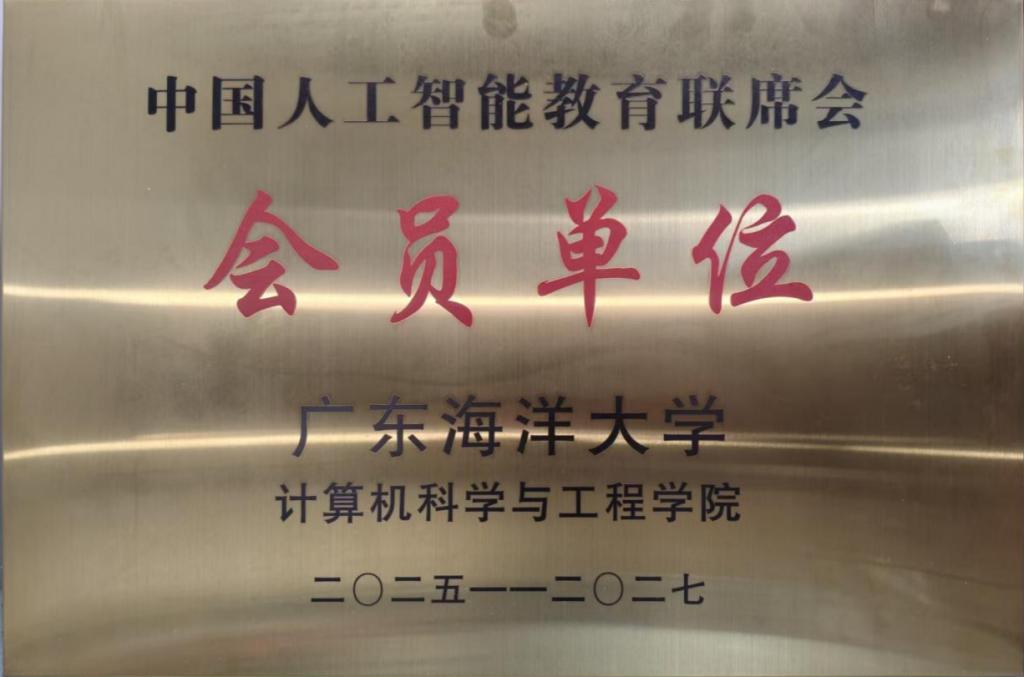 中国人工智能教育联席会
会员单位
广东海洋大学
计算机科学与工程学院
二〇二五——二〇二七